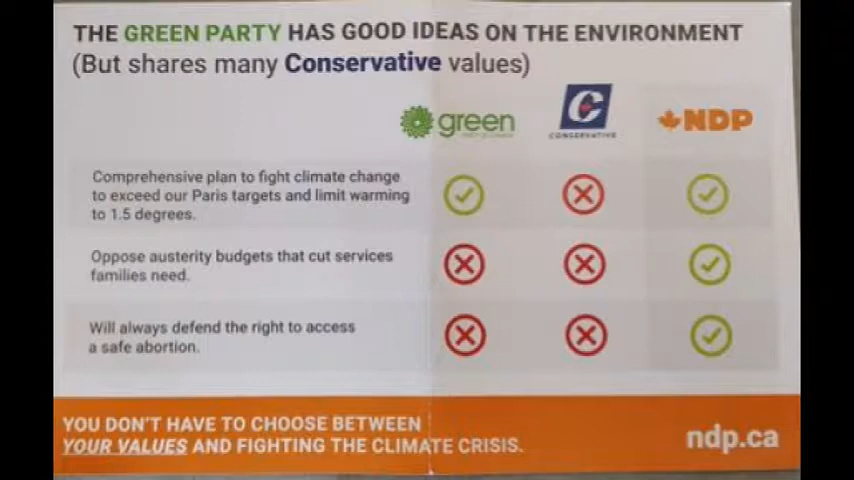 THE GREEN PARTY HAS GOOD IDEAS ON THE ENVIRONMENT
(But shares many Conservative values)
green
CONSERVATIVE
NDP
Comprehensive plan to fight climate change
to exceed our Paris targets and limit warming
to 1.5 degrees.
Oppose austerity budgets that cut services
families need.
Will always defend the right to access
a safe abortion.
YOU DON'T HAVE TO CHOOSE BETWEEN
YOUR VALUES AND FIGHTING THE CLIMATE CRISIS.
ndp.ca